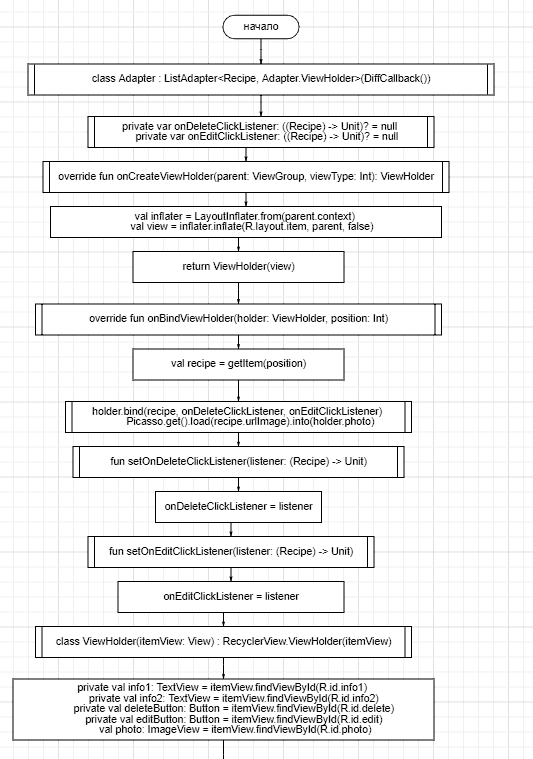 начало
class Adapter : ListAdapter<Recipe, Adapter.ViewHolder>(DiffCallback())
private var onDeleteClickListener: ((Recipe) -> Unit)? = null
private var onEditClickListener: ((Recipe) -> Unit)? = null
override fun onCreateViewHolder(parent: ViewGroup, viewType: Int): ViewHolder
val inflater = LayoutInflater.from(parent.context)
val view = inflater.inflate(R.layout.item, parent, false)
return ViewHolder(view)
override fun onBindViewHolder(holder: ViewHolder, position: Int)
val recipe = getItem(position)
holder.bind(recipe, onDeleteClickListener, onEditClickListener)
Picasso.get().load(recipe.urlImage).into(holder.photo)
fun setOnDeleteClickListener(listener: (Recipe) -> Unit)
onDeleteClickListener = listener
fun setOnEditClickListener(listener: (Recipe) -> Unit)
onEditClickListener = listener
class ViewHolder(itemView: View) : RecyclerView.ViewHolder(itemView)
private val info1: TextView = itemView.findViewById(R.id.info1)
private val info2: TextView = itemView.findViewById(R.id.info2)
private val deleteButton: Button = itemView.findViewById(R.id.delete)
private val editButton: Button = itemView.findViewById(R.id.edit)
val photo: ImageView = itemView.findViewById(R.id.photo)